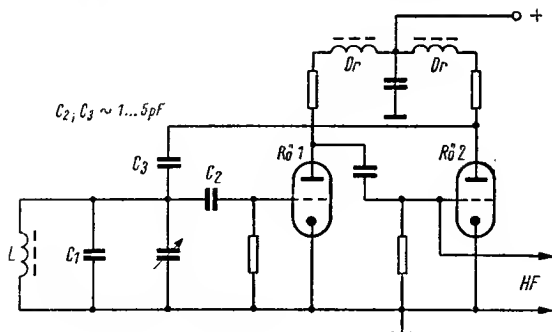 +
Dr Dr
C₂; C₃ ~ 1...5pF
C₃
C₂
Rö 1
Rö 2
L
C₁
HF